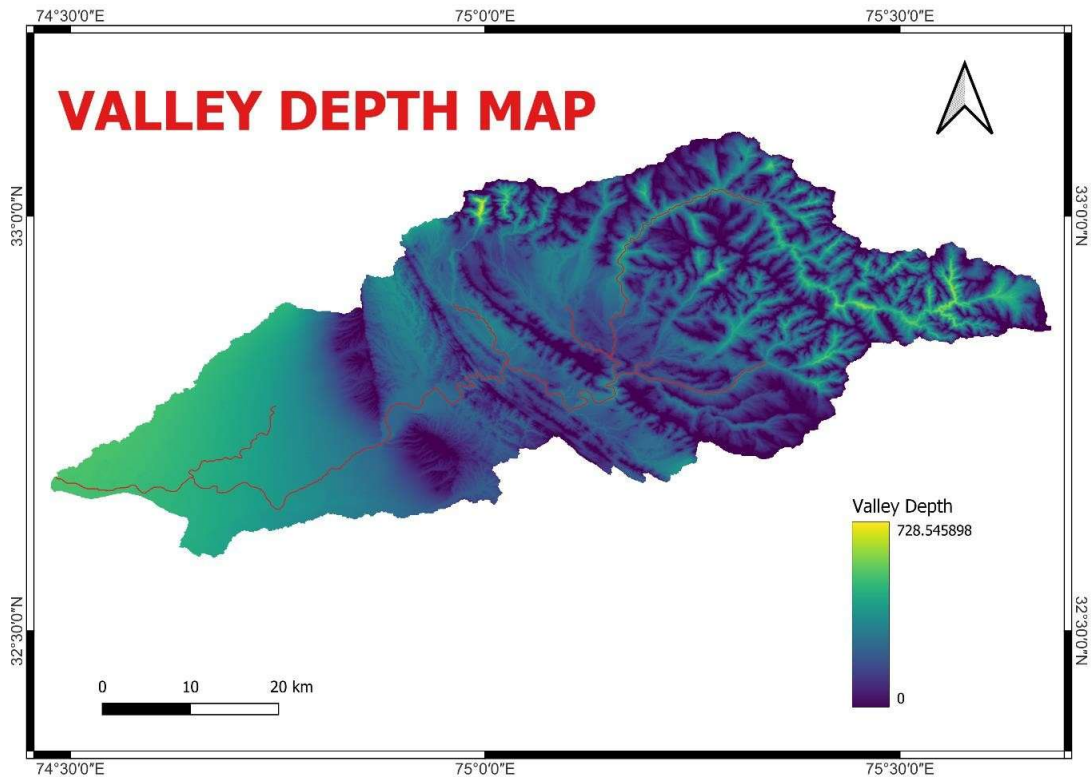 74°30′0″E 75°0′0″E 75°30′0″E
VALLEY DEPTH MAP
33°0′0″N 33°0′0″N
Valley Depth
728.545898
0
32°30′0″N 32°30′0″N
0 10 20 km
74°30′0″E 75°0′0″E 75°30′0″E